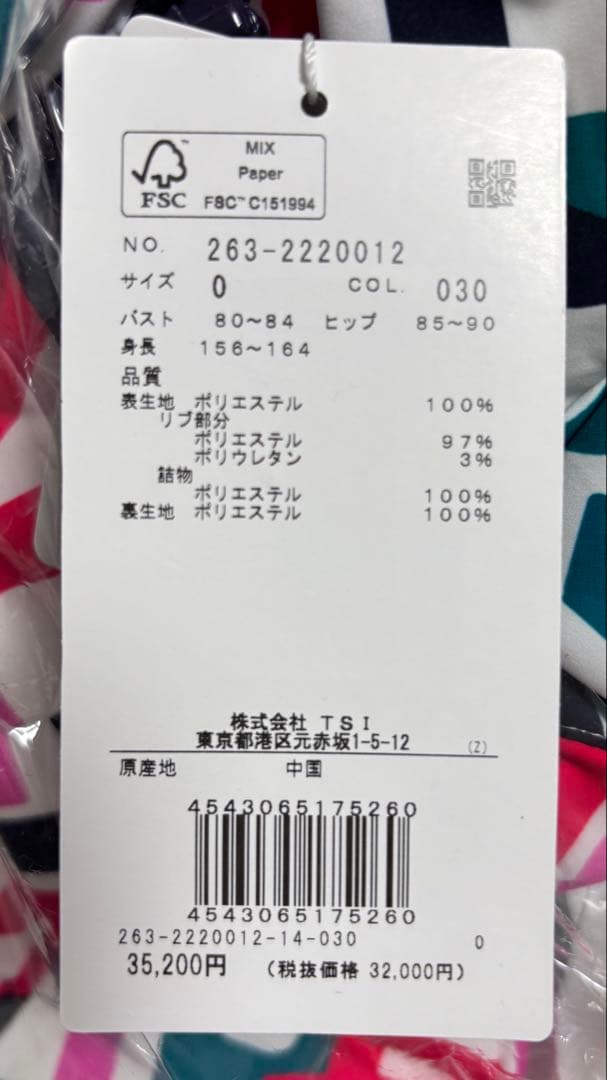 MIX
Paper
FSC
FSC™ C151994
NO. 263-2220012
サイズ 0 COL. 030
バスト 80〜84 ヒップ 85〜90
身長 156〜164
品質
表生地 ポリエステル 100%
リブ部分
ポリエステル 97%
ポリウレタン 3%
詰物
ポリエステル 100%
裏生地 ポリエステル 100%
株式会社 TSI
東京都港区元赤坂1-5-12 (Z)
原産地 中国
4543065175260
4543065175260
263-2220012-14-030 0
35,200円 (税抜価格 32,000円)